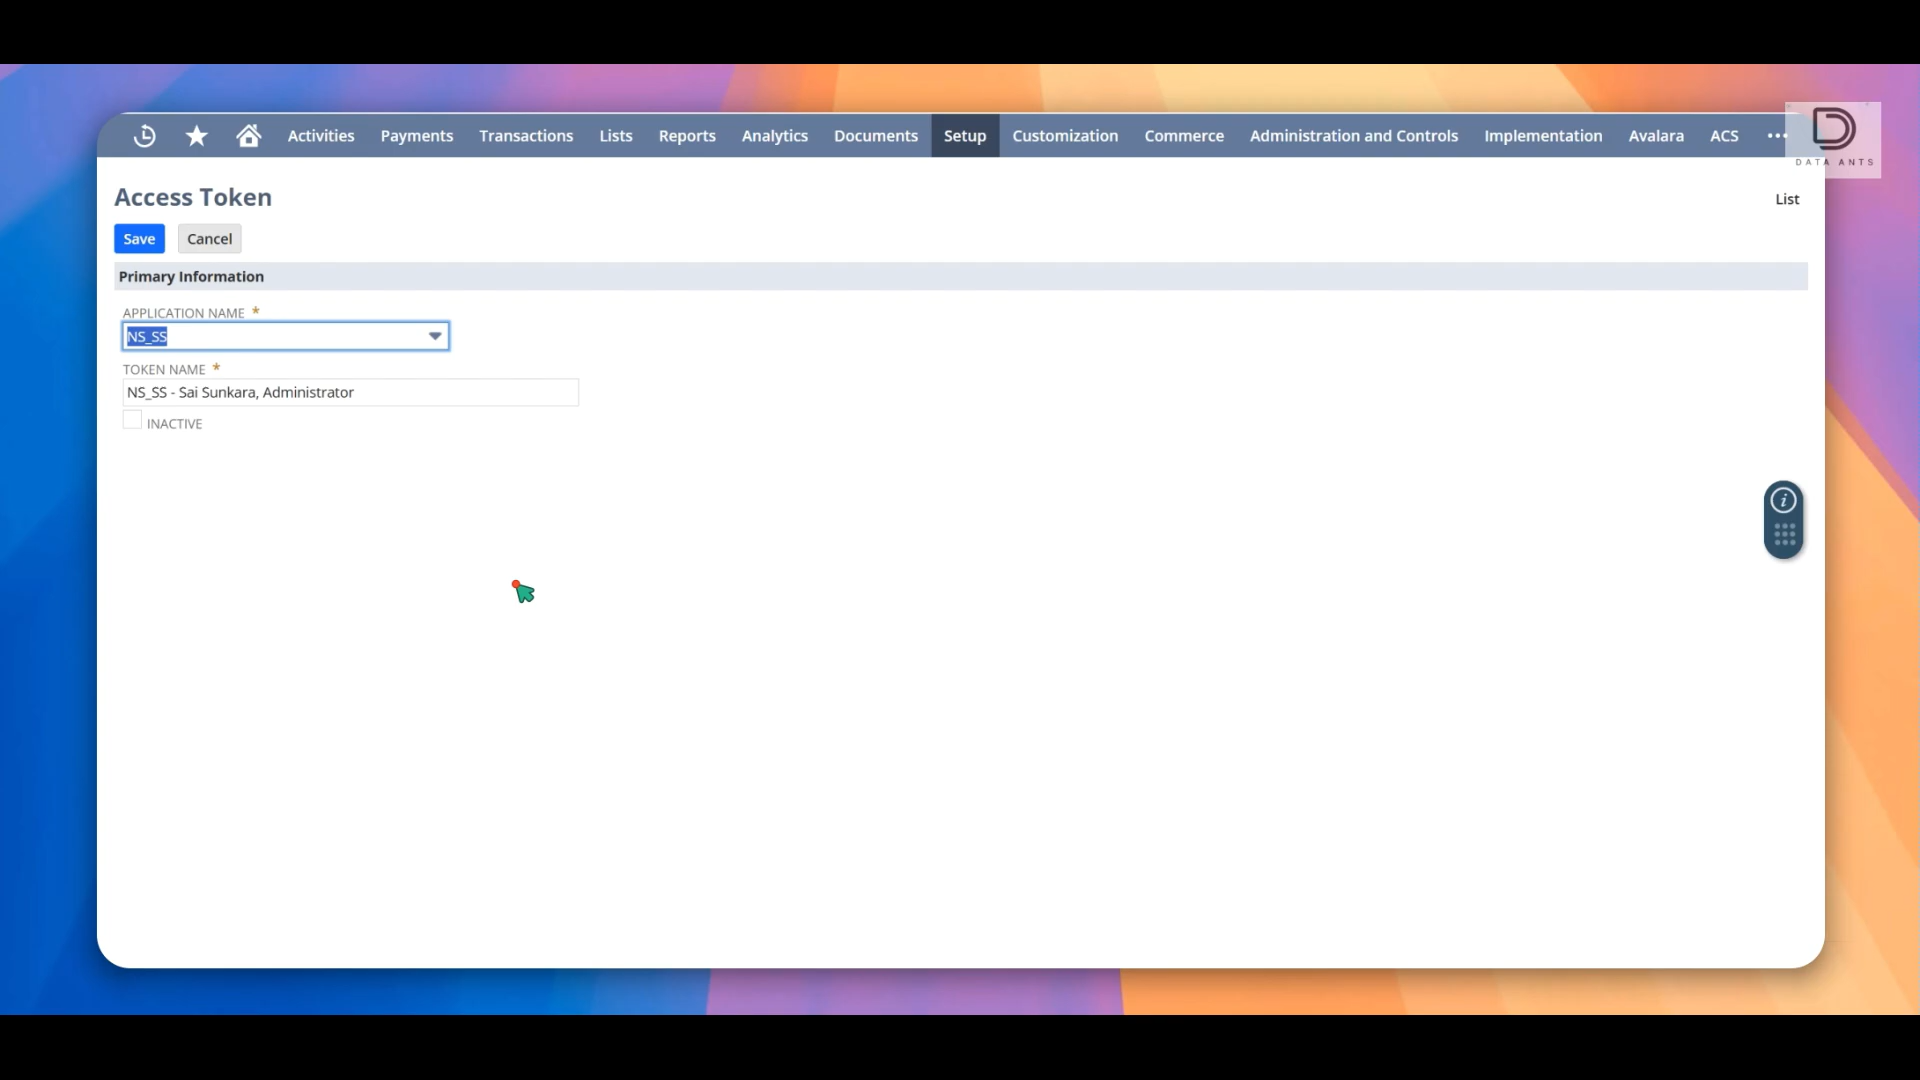 Activities Payments Transactions Lists Reports Analytics Documents Setup Customization Commerce Administration and Controls Implementation Avalara ACS
DATA ANTS
Access Token
List
Save Cancel
Primary Information
APPLICATION NAME *
NS_SS
TOKEN NAME *
NS_SS - Sai Sunkara, Administrator
INACTIVE